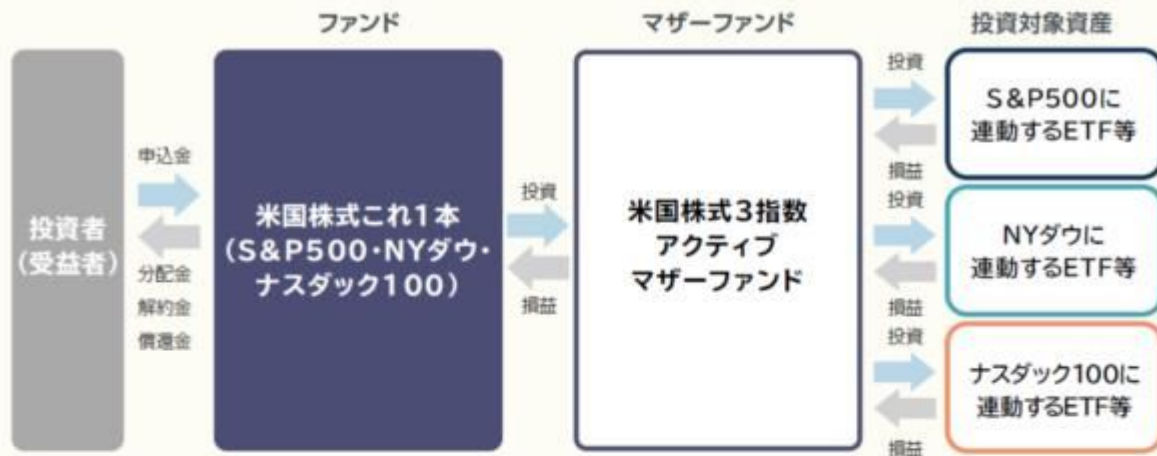 ファンド
マザーファンド
投資対象資産
投資者
(受益者)
申込金
分配金
解約金
償還金
米国株式これ1本
(S&P500・NYダウ・
ナスダック100)
投資
損益
米国株式3指数
アクティブ
マザーファンド
投資
損益
S&P500に
連動するETF等
投資
損益
NYダウに
連動するETF等
投資
損益
ナスダック100に
連動するETF等